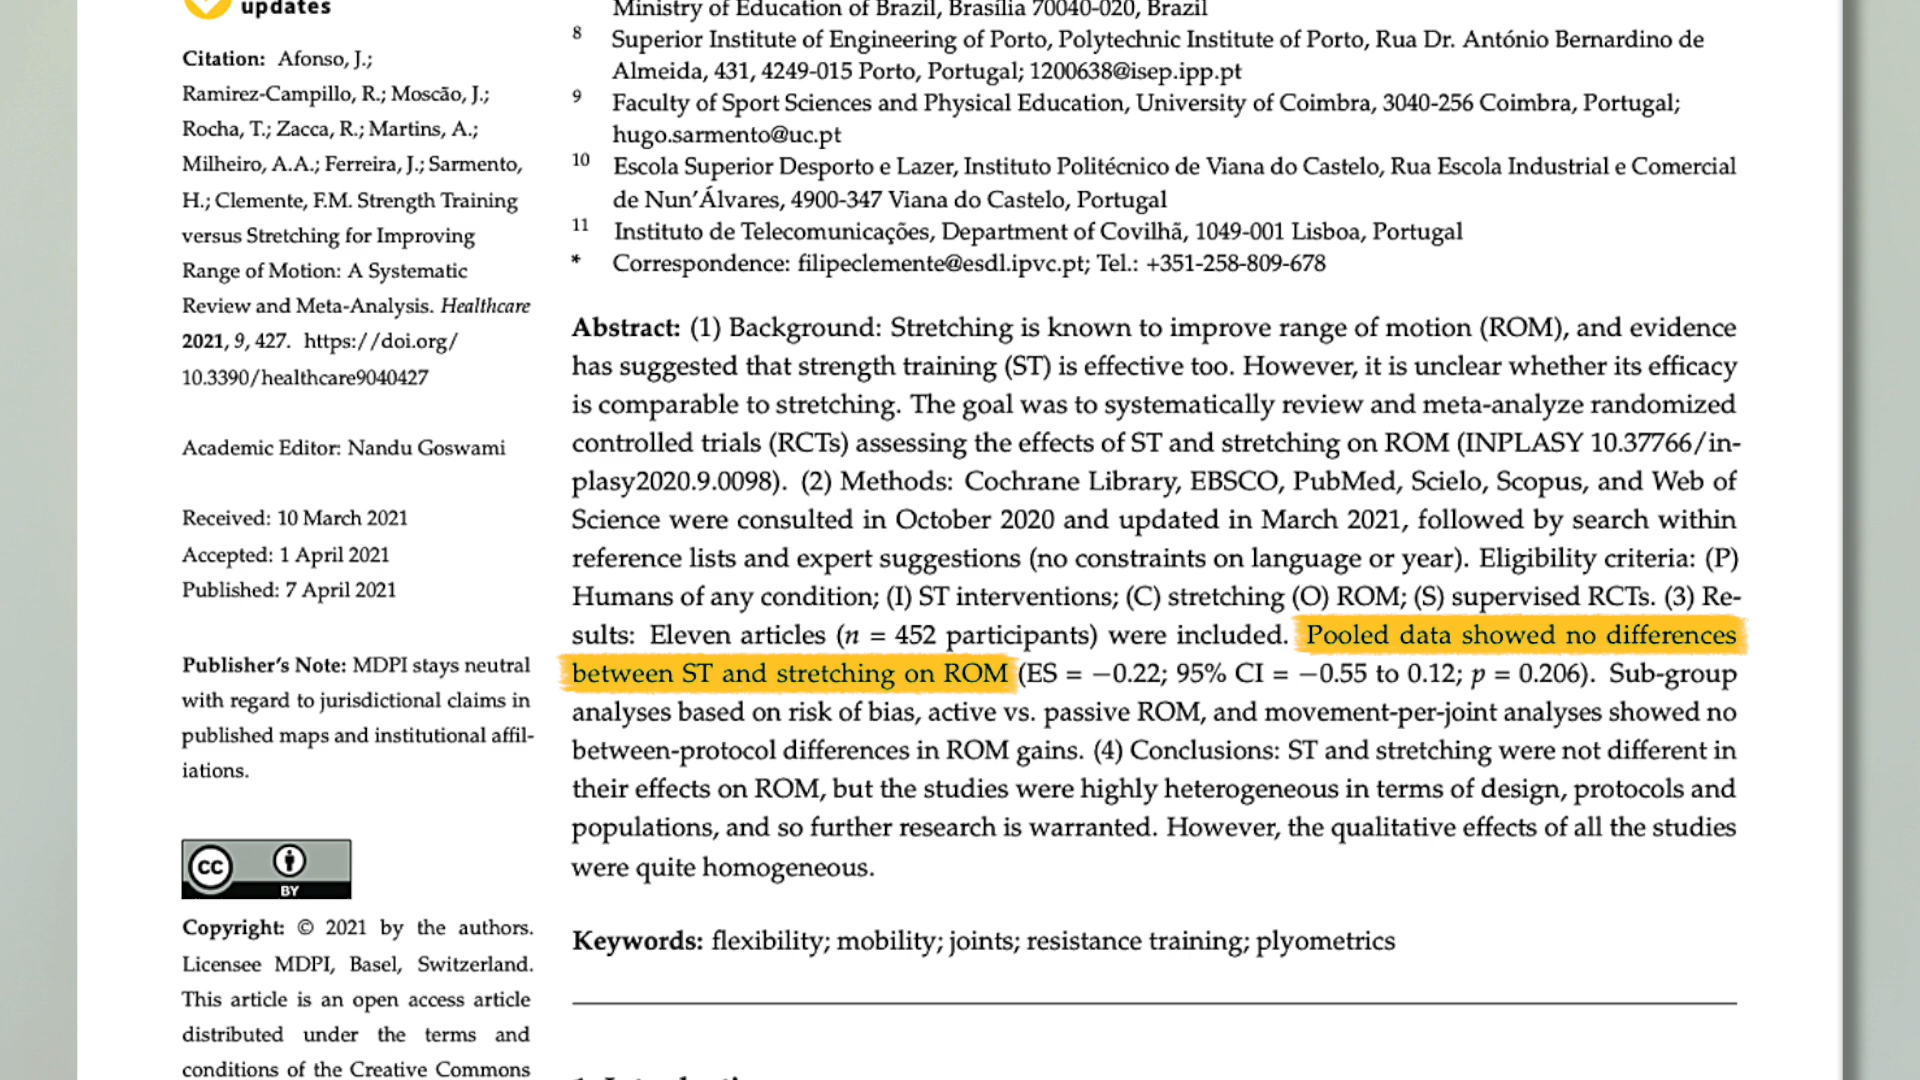 updates
Citation: Afonso, J.;
Ramirez-Campillo, R.; Moscão, J.;
Rocha, T.; Zacca, R.; Martins, A.;
Milheiro, A.A.; Ferreira, J.; Sarmento,
H.; Clemente, F.M. Strength Training
versus Stretching for Improving
Range of Motion: A Systematic
Review and Meta-Analysis. Healthcare
2021, 9, 427. https://doi.org/
10.3390/healthcare9040427
Academic Editor: Nandu Goswami
Received: 10 March 2021
Accepted: 1 April 2021
Published: 7 April 2021
Publisher's Note: MDPI stays neutral
with regard to jurisdictional claims in
published maps and institutional affil-
iations.
CC BY
Copyright: © 2021 by the authors.
Licensee MDPI, Basel, Switzerland.
This article is an open access article
distributed under the terms and
conditions of the Creative Commons
Ministry of Education of Brazil, Brasília 70040-020, Brazil
8 Superior Institute of Engineering of Porto, Polytechnic Institute of Porto, Rua Dr. António Bernardino de
Almeida, 431, 4249-015 Porto, Portugal; 1200638@isep.ipp.pt
9 Faculty of Sport Sciences and Physical Education, University of Coimbra, 3040-256 Coimbra, Portugal;
hugo.sarmento@uc.pt
10 Escola Superior Desporto e Lazer, Instituto Politécnico de Viana do Castelo, Rua Escola Industrial e Comercial
de Nun'Álvares, 4900-347 Viana do Castelo, Portugal
11 Instituto de Telecomunicações, Department of Covilhã, 1049-001 Lisboa, Portugal
* Correspondence: filipeclemente@esdl.ipvc.pt; Tel.: +351-258-809-678
Abstract: (1) Background: Stretching is known to improve range of motion (ROM), and evidence
has suggested that strength training (ST) is effective too. However, it is unclear whether its efficacy
is comparable to stretching. The goal was to systematically review and meta-analyze randomized
controlled trials (RCTs) assessing the effects of ST and stretching on ROM (INPLASY 10.37766/in-
plasy2020.9.0098). (2) Methods: Cochrane Library, EBSCO, PubMed, Scielo, Scopus, and Web of
Science were consulted in October 2020 and updated in March 2021, followed by search within
reference lists and expert suggestions (no constraints on language or year). Eligibility criteria: (P)
Humans of any condition; (I) ST interventions; (C) stretching (O) ROM; (S) supervised RCTs. (3) Re-
sults: Eleven articles (n = 452 participants) were included. Pooled data showed no differences
between ST and stretching on ROM (ES = −0.22; 95% CI = −0.55 to 0.12; p = 0.206). Sub-group
analyses based on risk of bias, active vs. passive ROM, and movement-per-joint analyses showed no
between-protocol differences in ROM gains. (4) Conclusions: ST and stretching were not different in
their effects on ROM, but the studies were highly heterogeneous in terms of design, protocols and
populations, and so further research is warranted. However, the qualitative effects of all the studies
were quite homogeneous.
Keywords: flexibility; mobility; joints; resistance training; plyometrics